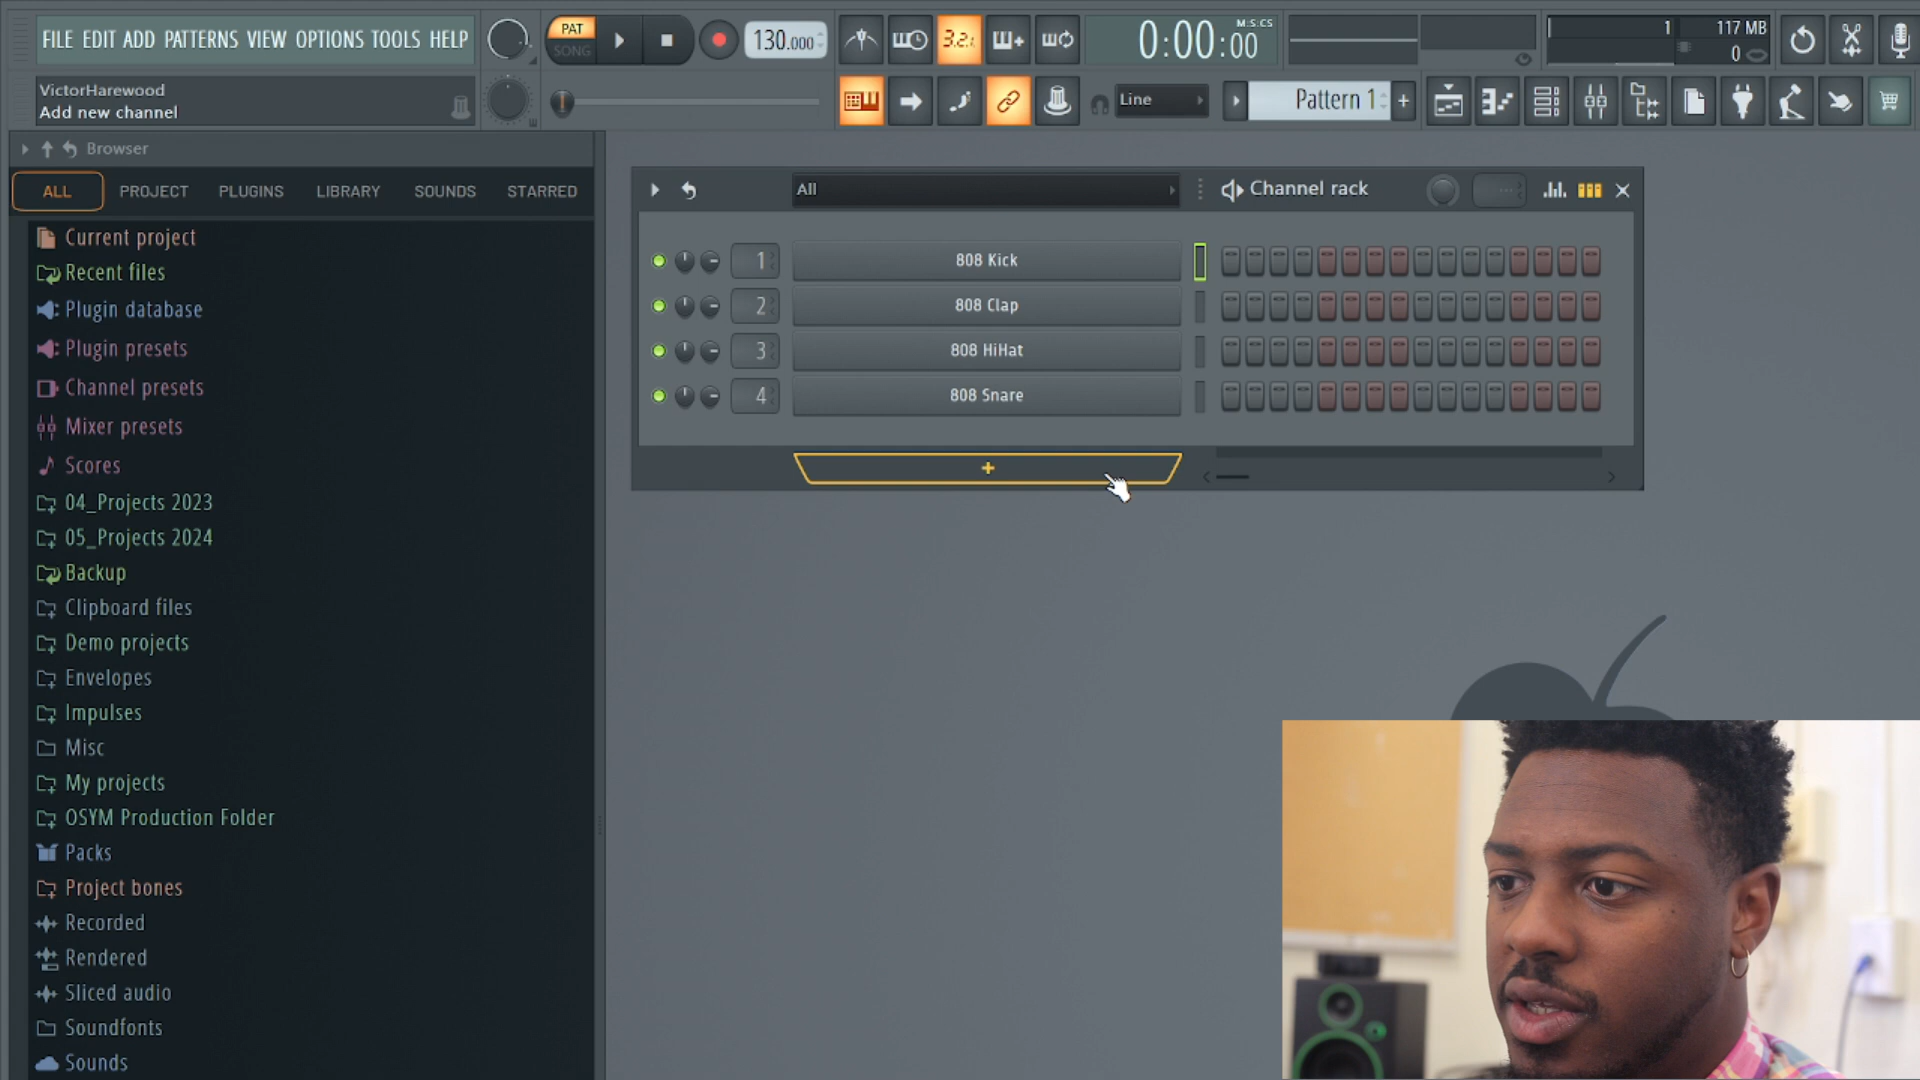 FILE EDIT ADD PATTERNS VIEW OPTIONS TOOLS HELP
PAT
SONG
130.000
3.2.
0:00:00
M:S:CS
1
117 MB
0
VictorHarewood
Add new channel
Line
Pattern 1
+
Browser
ALL
PROJECT
PLUGINS
LIBRARY
SOUNDS
STARRED
Current project
Recent files
Plugin database
Plugin presets
Channel presets
Mixer presets
Scores
04_Projects 2023
05_Projects 2024
Backup
Clipboard files
Demo projects
Envelopes
Impulses
Misc
My projects
OSYM Production Folder
Packs
Project bones
Recorded
Rendered
Sliced audio
Soundfonts
Sounds
All
Channel rack
1
808 Kick
2
808 Clap
3
808 HiHat
4
808 Snare
+